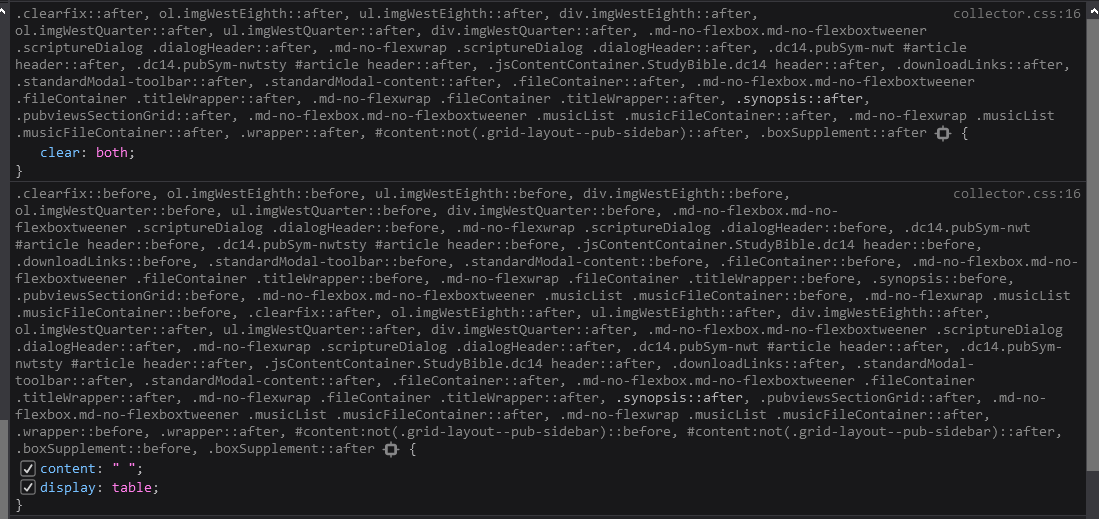 .clearfix::after, ol.imgWestEighth::after, ul.imgWestEighth::after, div.imgWestEighth::after, collector.css:16
ol.imgWestQuarter::after, ul.imgWestQuarter::after, div.imgWestQuarter::after, .md-no-flexbox.md-no-flexboxtweener
.scriptureDialog .dialogHeader::after, .md-no-flexwrap .scriptureDialog .dialogHeader::after, .dc14.pubSym-nwt #article
header::after, .dc14.pubSym-nwtsty #article header::after, .jsContentContainer.StudyBible.dc14 header::after, .downloadLinks::after,
.standardModal-toolbar::after, .standardModal-content::after, .fileContainer::after, .md-no-flexbox.md-no-flexboxtweener
.fileContainer .titleWrapper::after, .md-no-flexwrap .fileContainer .titleWrapper::after, .synopsis::after,
.pubviewsSectionGrid::after, .md-no-flexbox.md-no-flexboxtweener .musicList .musicFileContainer::after, .md-no-flexwrap .musicList
.musicFileContainer::after, .wrapper::after, #content:not(.grid-layout--pub-sidebar)::after, .boxSupplement::after {
clear: both;
}
.clearfix::before, ol.imgWestEighth::before, ul.imgWestEighth::before, div.imgWestEighth::before, collector.css:16
ol.imgWestQuarter::before, ul.imgWestQuarter::before, div.imgWestQuarter::before, .md-no-flexbox.md-no-
flexboxtweener .scriptureDialog .dialogHeader::before, .md-no-flexwrap .scriptureDialog .dialogHeader::before, .dc14.pubSym-nwt
#article header::before, .dc14.pubSym-nwtsty #article header::before, .jsContentContainer.StudyBible.dc14 header::before,
.downloadLinks::before, .standardModal-toolbar::before, .standardModal-content::before, .fileContainer::before, .md-no-flexbox.md-no-
flexboxtweener .fileContainer .titleWrapper::before, .md-no-flexwrap .fileContainer .titleWrapper::before, .synopsis::before,
.pubviewsSectionGrid::before, .md-no-flexbox.md-no-flexboxtweener .musicList .musicFileContainer::before, .md-no-flexwrap .musicList
.musicFileContainer::before, .clearfix::after, ol.imgWestEighth::after, ul.imgWestEighth::after, div.imgWestEighth::after,
ol.imgWestQuarter::after, ul.imgWestQuarter::after, div.imgWestQuarter::after, .md-no-flexbox.md-no-flexboxtweener .scriptureDialog
.dialogHeader::after, .md-no-flexwrap .scriptureDialog .dialogHeader::after, .dc14.pubSym-nwt #article header::after, .dc14.pubSym-
nwtsty #article header::after, .jsContentContainer.StudyBible.dc14 header::after, .downloadLinks::after, .standardModal-
toolbar::after, .standardModal-content::after, .fileContainer::after, .md-no-flexbox.md-no-flexboxtweener .fileContainer
.titleWrapper::after, .md-no-flexwrap .fileContainer .titleWrapper::after, .synopsis::after, .pubviewsSectionGrid::after, .md-no-
flexbox.md-no-flexboxtweener .musicList .musicFileContainer::after, .md-no-flexwrap .musicList .musicFileContainer::after,
.wrapper::before, .wrapper::after, #content:not(.grid-layout--pub-sidebar)::before, #content:not(.grid-layout--pub-sidebar)::after,
.boxSupplement::before, .boxSupplement::after {
content: " ";
display: table;
}